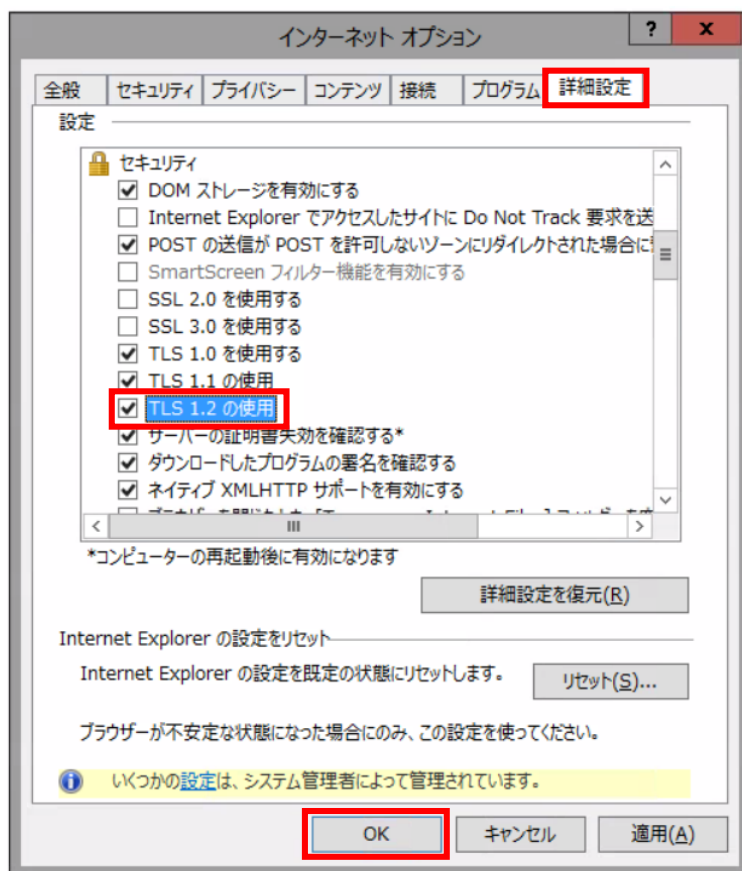 インターネット オプション
? x
全般 セキュリティ プライバシー コンテンツ 接続 プログラム 詳細設定
設定
セキュリティ
DOM ストレージを有効にする
Internet Explorer でアクセスしたサイトに Do Not Track 要求を送
POST の送信が POST を許可しないゾーンにリダイレクトされた場合に
SmartScreen フィルター機能を有効にする
SSL 2.0 を使用する
SSL 3.0 を使用する
TLS 1.0 を使用する
TLS 1.1 の使用
TLS 1.2 の使用
サーバーの証明書失効を確認する*
ダウンロードしたプログラムの署名を確認する
ネイティブ XMLHTTP サポートを有効にする
*コンピューターの再起動後に有効になります
詳細設定を復元(R)
Internet Explorer の設定をリセット
Internet Explorer の設定を既定の状態にリセットします。
リセット(S)...
ブラウザーが不安定な状態になった場合にのみ、この設定を使ってください。
いくつかの設定は、システム管理者によって管理されています。
OK キャンセル 適用(A)